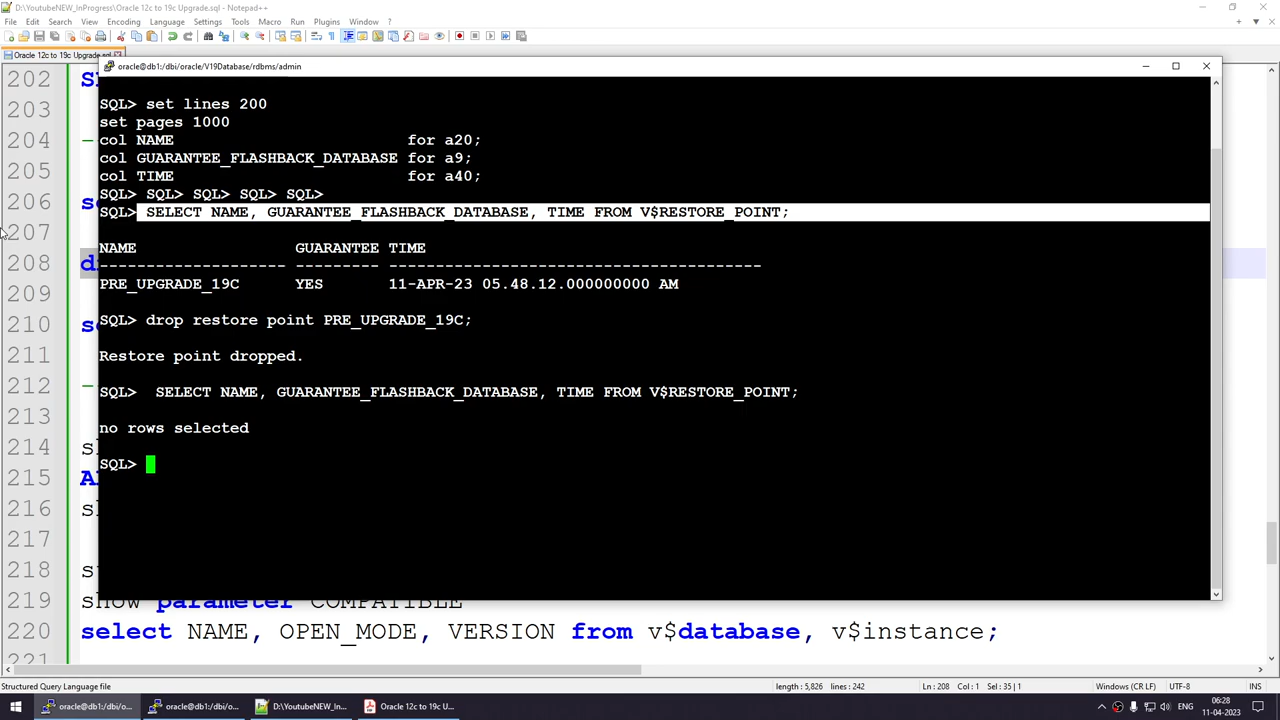 D:\YoutubeNEW_InProgress\Oracle 12c to 19c Upgrade.sql - Notepad++
File Edit Search View Encoding Language Settings Tools Macro Run Plugins Window ?
Oracle 12c to 19c Upgrade.sql
oracle@db1:/dbi/oracle/V19Database/rdbms/admin
202
203
204 -
205
206
207
208
209
210
211
212 -
213
214
215
216
217
218
219 show parameter COMPATIBLE
220 select NAME, OPEN_MODE, VERSION from v$database, v$instance;
221
SQL> set lines 200
set pages 1000
col NAME for a20;
col GUARANTEE_FLASHBACK_DATABASE for a9;
col TIME for a40;
SQL> SQL> SQL> SQL> SQL>
SQL> SELECT NAME, GUARANTEE_FLASHBACK_DATABASE, TIME FROM V$RESTORE_POINT;
NAME GUARANTEE TIME
-------------------- --------- ----------------------------------------
PRE_UPGRADE_19C YES 11-APR-23 05.48.12.000000000 AM
SQL> drop restore point PRE_UPGRADE_19C;
Restore point dropped.
SQL> SELECT NAME, GUARANTEE_FLASHBACK_DATABASE, TIME FROM V$RESTORE_POINT;
no rows selected
SQL>
Structured Query Language file length : 5,826 lines : 242 Ln : 208 Col : 1 Sel : 35 | 1 Windows (CR LF) UTF-8 INS
oracle@db1:/dbi/o... oracle@db1:/dbi/o... D:\YoutubeNEW_In... Oracle 12c to 19c U... ENG 06:28
11-04-2023